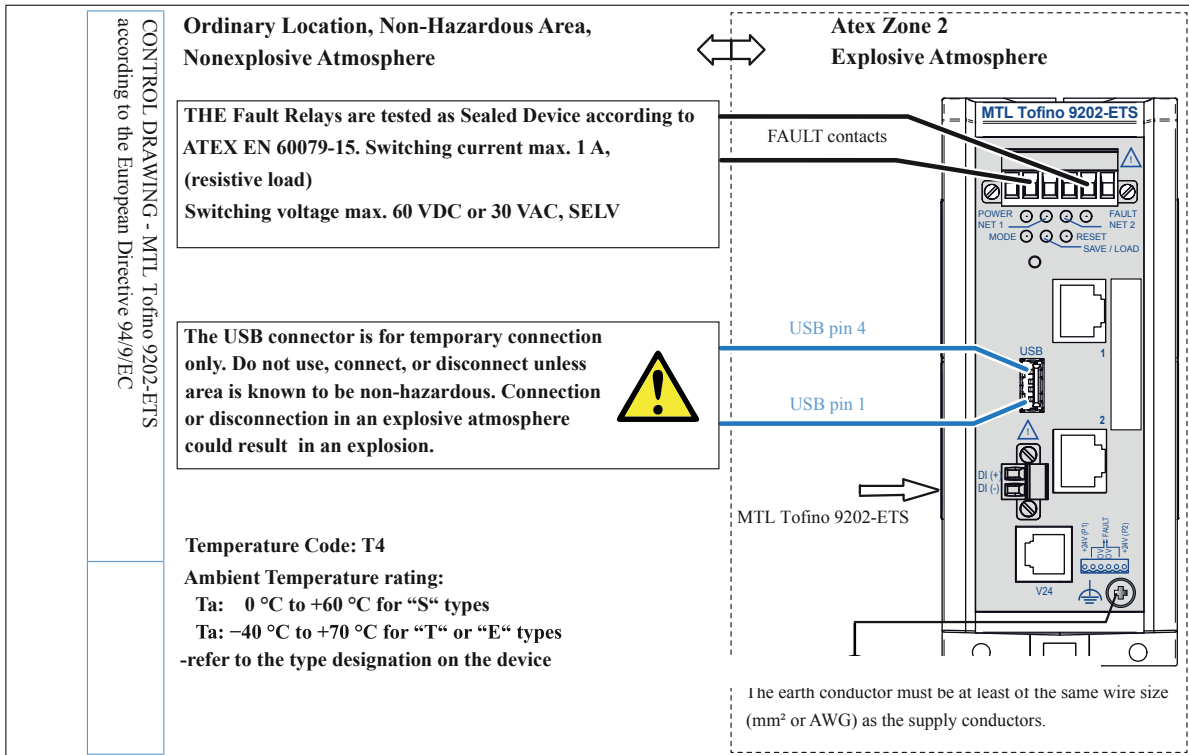 CONTROL DRAWING - MTL Tofino 9202-ETS
according to the European Directive 94/9/EC
Ordinary Location, Non-Hazardous Area,
Nonexplosive Atmosphere
Atex Zone 2
Explosive Atmosphere
THE Fault Relays are tested as Sealed Device according to
ATEX EN 60079-15. Switching current max. 1 A,
(resistive load)
Switching voltage max. 60 VDC or 30 VAC, SELV
FAULT contacts
The USB connector is for temporary connection
only. Do not use, connect, or disconnect unless
area is known to be non-hazardous. Connection
or disconnection in an explosive atmosphere
could result in an explosion.
!
USB pin 4
USB pin 1
MTL Tofino 9202-ETS
Temperature Code: T4
Ambient Temperature rating:
Ta: 0 °C to +60 °C for “S“ types
Ta: −40 °C to +70 °C for “T“ or “E“ types
-refer to the type designation on the device
MTL Tofino 9202-ETS
!
POWER
FAULT
NET 1
NET 2
MODE
RESET
SAVE / LOAD
1
USB
2
!
DI (+)
DI (-)
+24V (P1)
0V
0V
FAULT
+24V (P2)
V24
The earth conductor must be at least of the same wire size
(mm² or AWG) as the supply conductors.